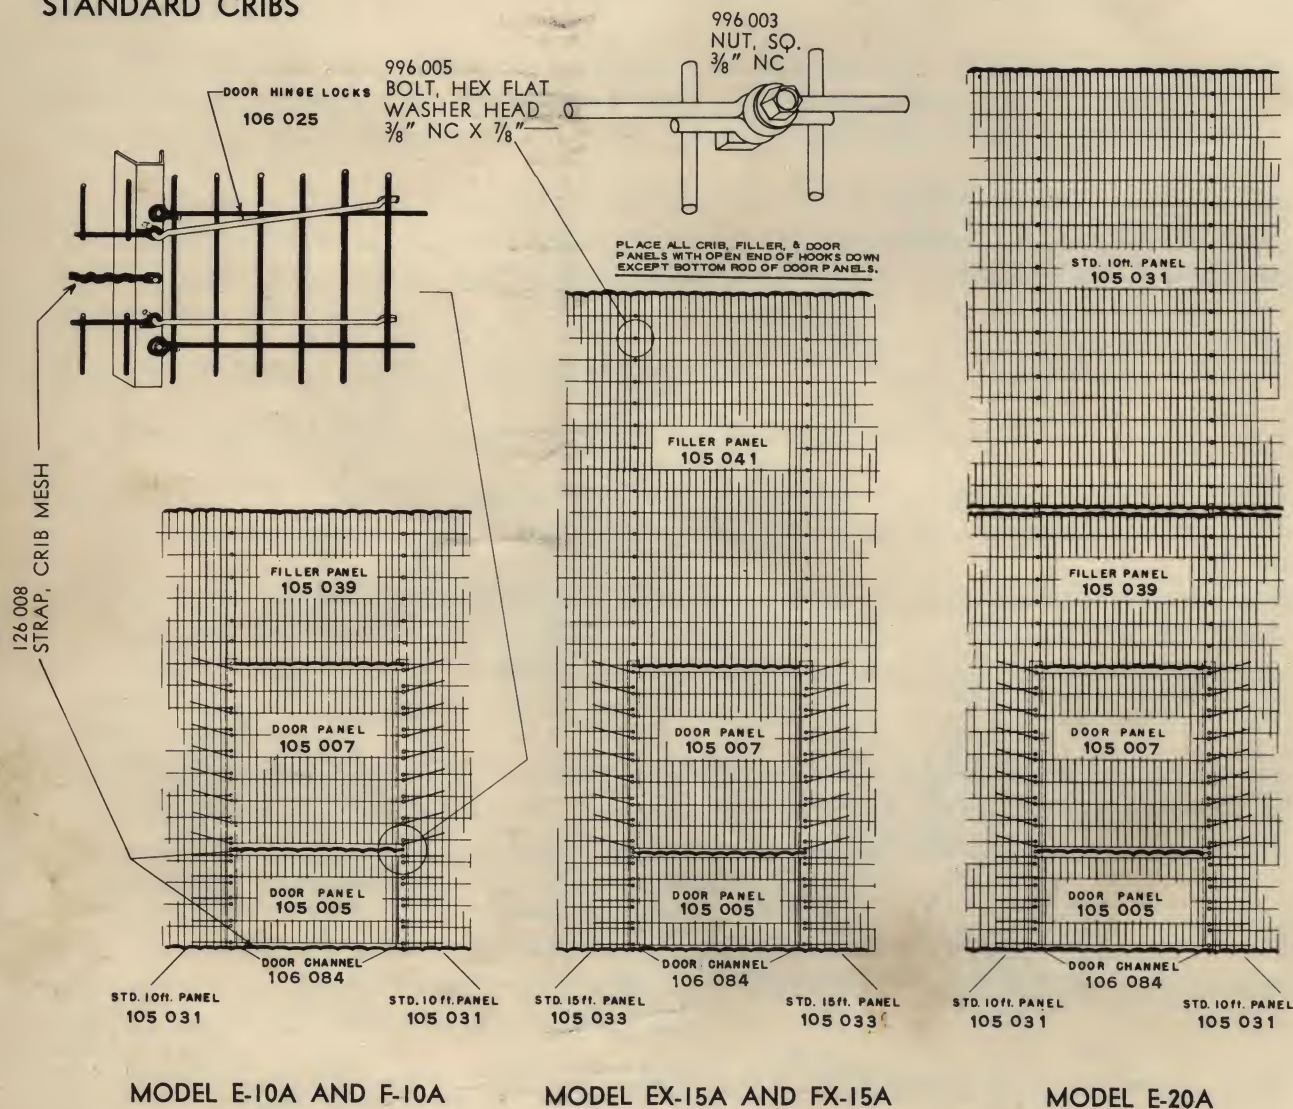 STANDARD CRIBS
996 003
NUT, SQ.
⅜" NC
996 005
BOLT, HEX FLAT
WASHER HEAD
⅜" NC X ⅞"
DOOR HINGE LOCKS
106 025
PLACE ALL CRIB, FILLER, & DOOR
PANELS WITH OPEN END OF HOOKS DOWN
EXCEPT BOTTOM ROD OF DOOR PANELS.
126 008
STRAP, CRIB MESH
FILLER PANEL
105 039
DOOR PANEL
105 007
DOOR PANEL
105 005
DOOR CHANNEL
106 084
STD. 10ft. PANEL
105 031
STD. 10ft. PANEL
105 031
MODEL E-10A AND F-10A
FILLER PANEL
105 041
DOOR PANEL
105 007
DOOR PANEL
105 005
DOOR CHANNEL
106 084
STD. 15ft. PANEL
105 033
STD. 15ft. PANEL
105 033
MODEL EX-15A AND FX-15A
STD. 10ft. PANEL
105 031
FILLER PANEL
105 039
DOOR PANEL
105 007
DOOR PANEL
105 005
DOOR CHANNEL
106 084
STD. 10ft. PANEL
105 031
STD. 10ft. PANEL
105 031
MODEL E-20A